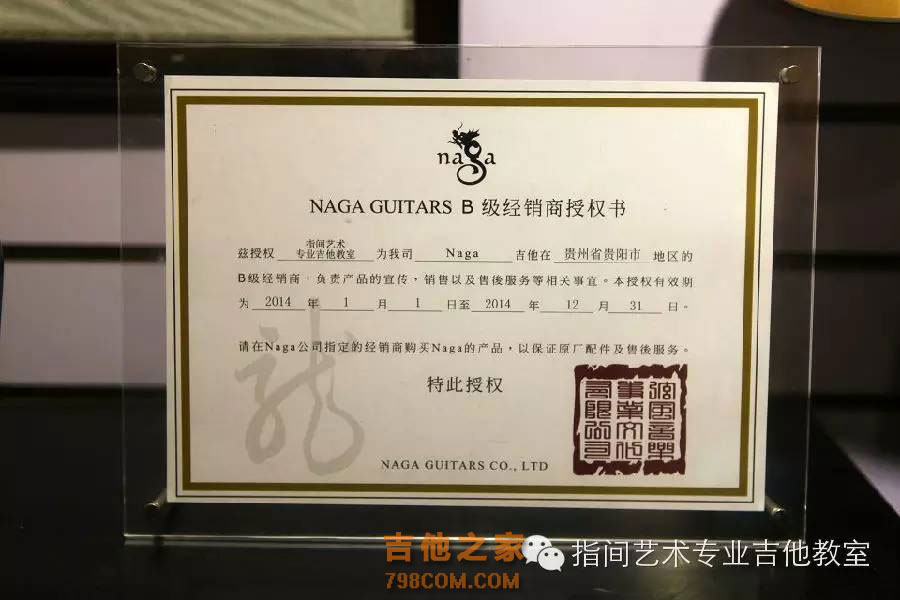 naga
NAGA GUITARS B 级经销商授权书
兹授权 指间艺术专业吉他教室 为我司 Naga 吉他在 贵州省贵阳市 地区的
B级经销商·负责产品的宣传，销售以及售後服务等相关事宜。本授权有效期
为 2014 年 1 月 1 日至 2014 年 12 月 31 日。
请在Naga公司指定的经销商购买Naga的产品，以保证原厂配件及售後服务。
特此授权
龍
NAGA GUITARS CO., LTD
吉他之家
798COM.COM
指间艺术专业吉他教室